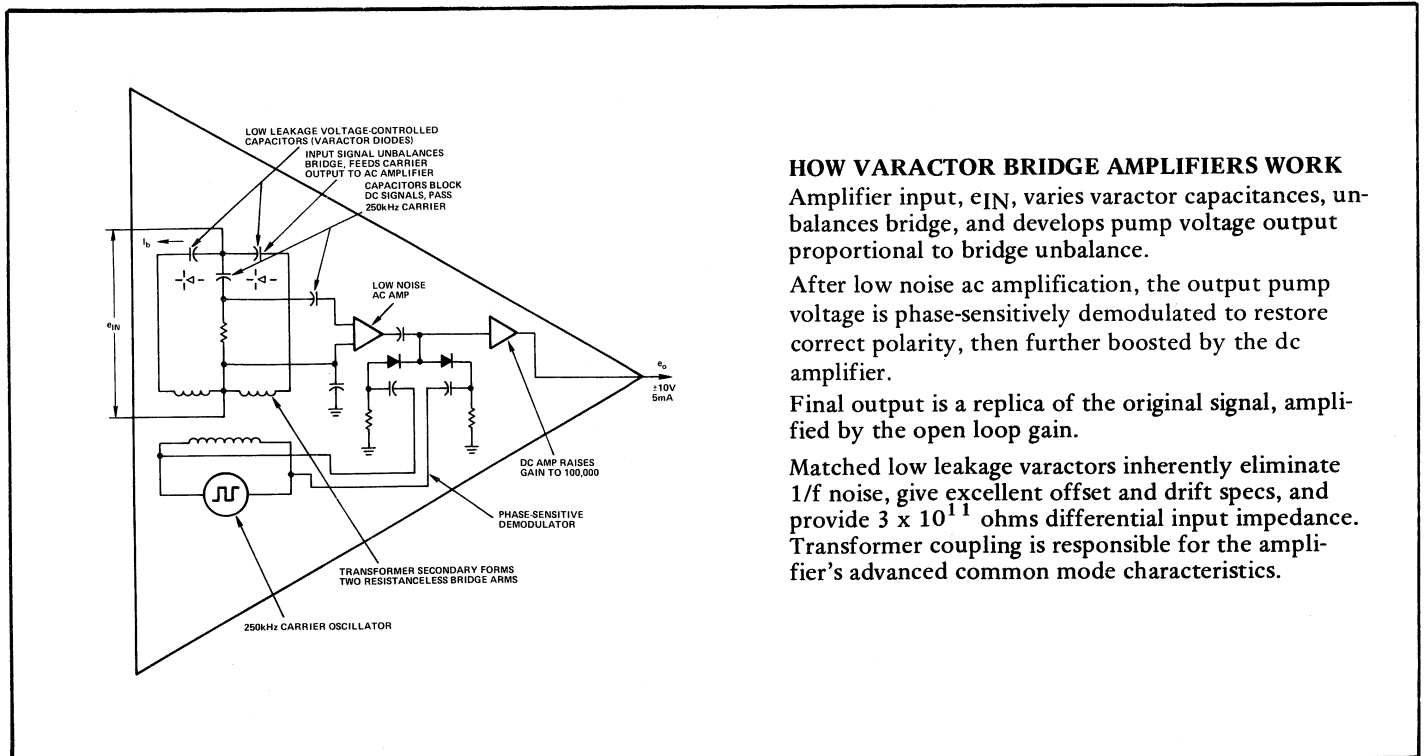 LOW LEAKAGE VOLTAGE-CONTROLLED
CAPACITORS (VARACTOR DIODES)
INPUT SIGNAL UNBALANCES
BRIDGE, FEEDS CARRIER
OUTPUT TO AC AMPLIFIER
CAPACITORS BLOCK
DC SIGNALS, PASS
250kHz CARRIER
Ib
eIN
LOW NOISE
AC AMP
eo
±10V
5mA
DC AMP RAISES
GAIN TO 100,000
PHASE-SENSITIVE
DEMODULATOR
TRANSFORMER SECONDARY FORMS
TWO RESISTANCELESS BRIDGE ARMS
250kHz CARRIER OSCILLATOR
HOW VARACTOR BRIDGE AMPLIFIERS WORK
Amplifier input, eIN, varies varactor capacitances, un-
balances bridge, and develops pump voltage output
proportional to bridge unbalance.
After low noise ac amplification, the output pump
voltage is phase-sensitively demodulated to restore
correct polarity, then further boosted by the dc
amplifier.
Final output is a replica of the original signal, ampli-
fied by the open loop gain.
Matched low leakage varactors inherently eliminate
1/f noise, give excellent offset and drift specs, and
provide 3 x 10¹¹ ohms differential input impedance.
Transformer coupling is responsible for the ampli-
fier's advanced common mode characteristics.